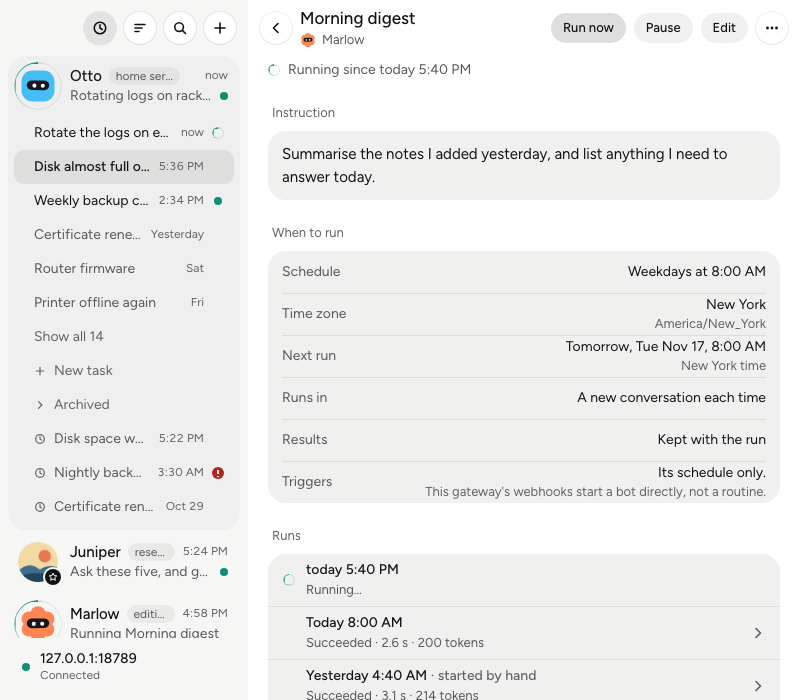 Otto home ser... now
Rotating logs on rack...
Rotate the logs on e... now
Disk almost full o... 5:36 PM
Weekly backup c... 2:34 PM
Certificate rene... Yesterday
Router firmware Sat
Printer offline again Fri
Show all 14
New task
Archived
Disk space w... 5:22 PM
Nightly back... 3:30 AM
Certificate ren... Oct 29
Juniper rese... 5:24 PM
Ask these five, and g...
Marlow editi... 4:58 PM
Running Morning digest
127.0.0.1:18789
Connected
Morning digest
Marlow
Run now Pause Edit
Running since today 5:40 PM
Instruction
Summarise the notes I added yesterday, and list anything I need to
answer today.
When to run
Schedule Weekdays at 8:00 AM
Time zone New York
America/New_York
Next run Tomorrow, Tue Nov 17, 8:00 AM
New York time
Runs in A new conversation each time
Results Kept with the run
Triggers Its schedule only.
This gateway's webhooks start a bot directly, not a routine.
Runs
today 5:40 PM
Running...
Today 8:00 AM
Succeeded · 2.6 s · 200 tokens
Yesterday 4:40 AM · started by hand
Succeeded · 3.1 s · 214 tokens